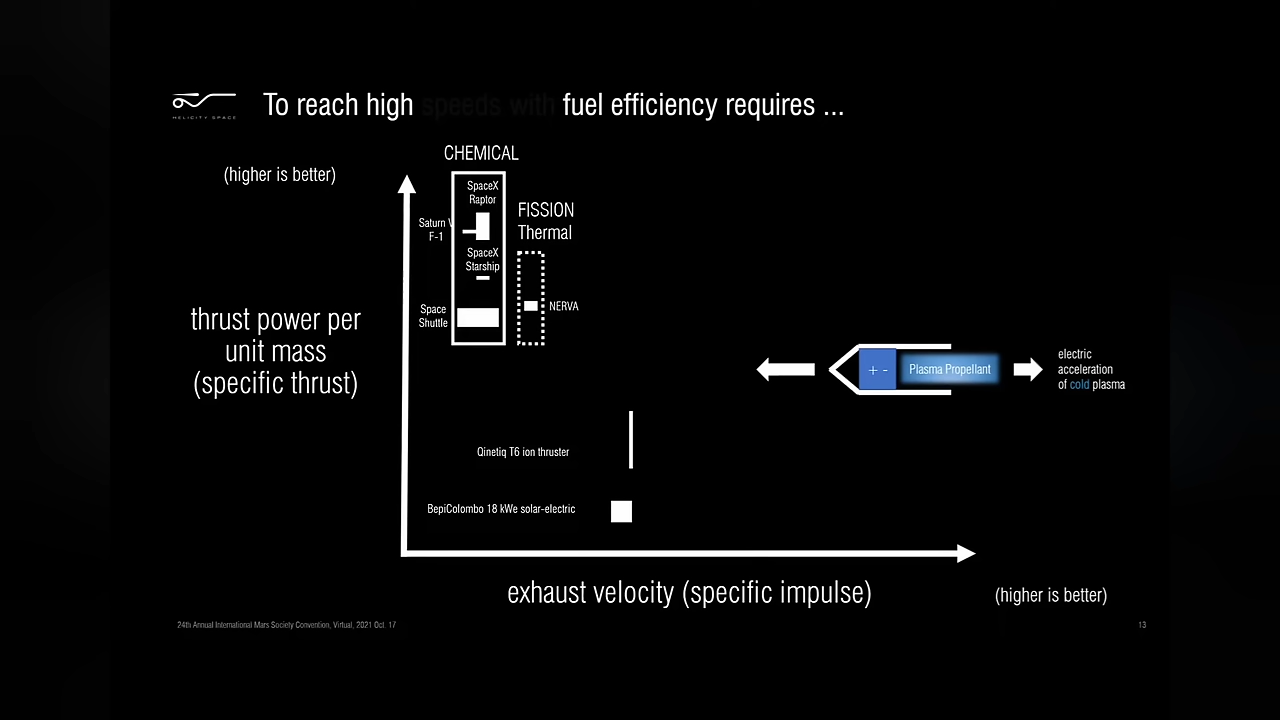 HELICITY SPACE
To reach high speeds with fuel efficiency requires ...
(higher is better)
CHEMICAL
SpaceX
Raptor
Saturn V
F-1
SpaceX
Starship
Space
Shuttle
FISSION
Thermal
NERVA
thrust power per
unit mass
(specific thrust)
+ -
Plasma Propellant
electric
acceleration
of cold plasma
Qinetiq T6 ion thruster
BepiColombo 18 kWe solar-electric
exhaust velocity (specific impulse)
(higher is better)
24th Annual International Mars Society Convention, Virtual, 2021 Oct. 17
13